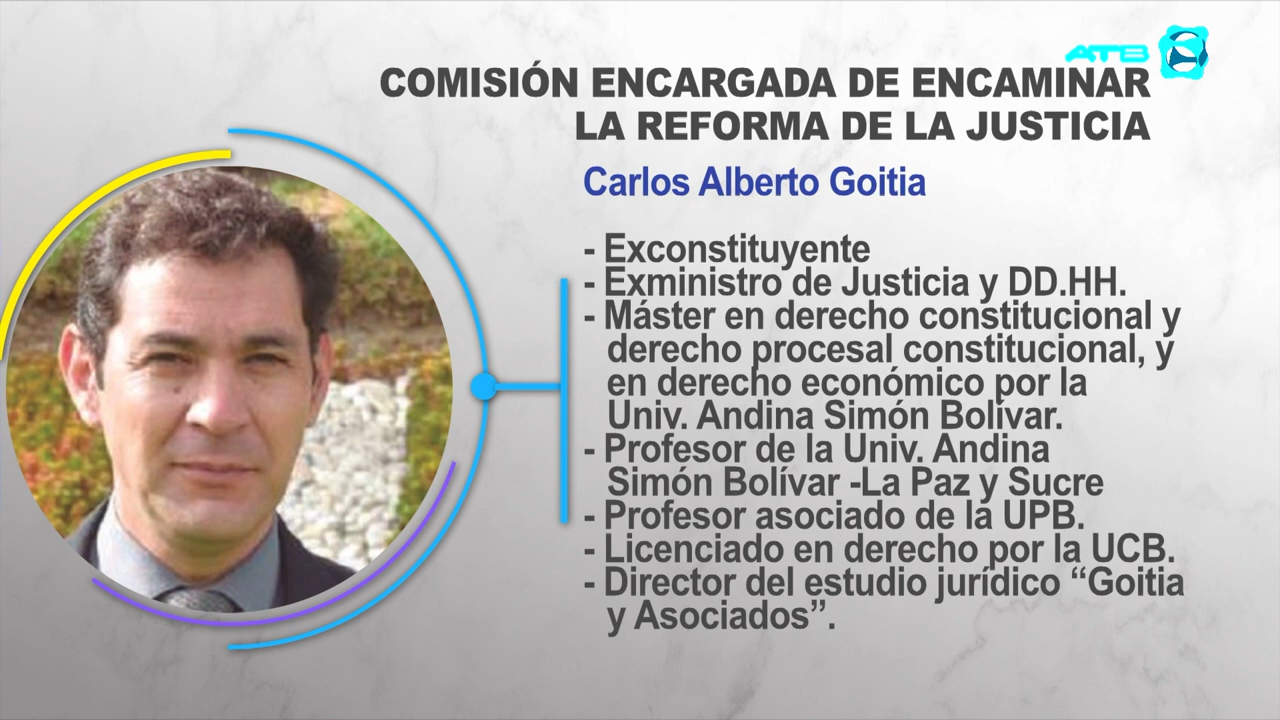 ATB
COMISIÓN ENCARGADA DE ENCAMINAR
LA REFORMA DE LA JUSTICIA
Carlos Alberto Goitia
- Exconstituyente
- Exministro de Justicia y DD.HH.
- Máster en derecho constitucional y
derecho procesal constitucional, y
en derecho económico por la
Univ. Andina Simón Bolívar.
- Profesor de la Univ. Andina
Simón Bolívar -La Paz y Sucre
- Profesor asociado de la UPB.
- Licenciado en derecho por la UCB.
- Director del estudio jurídico “Goitia
y Asociados”.